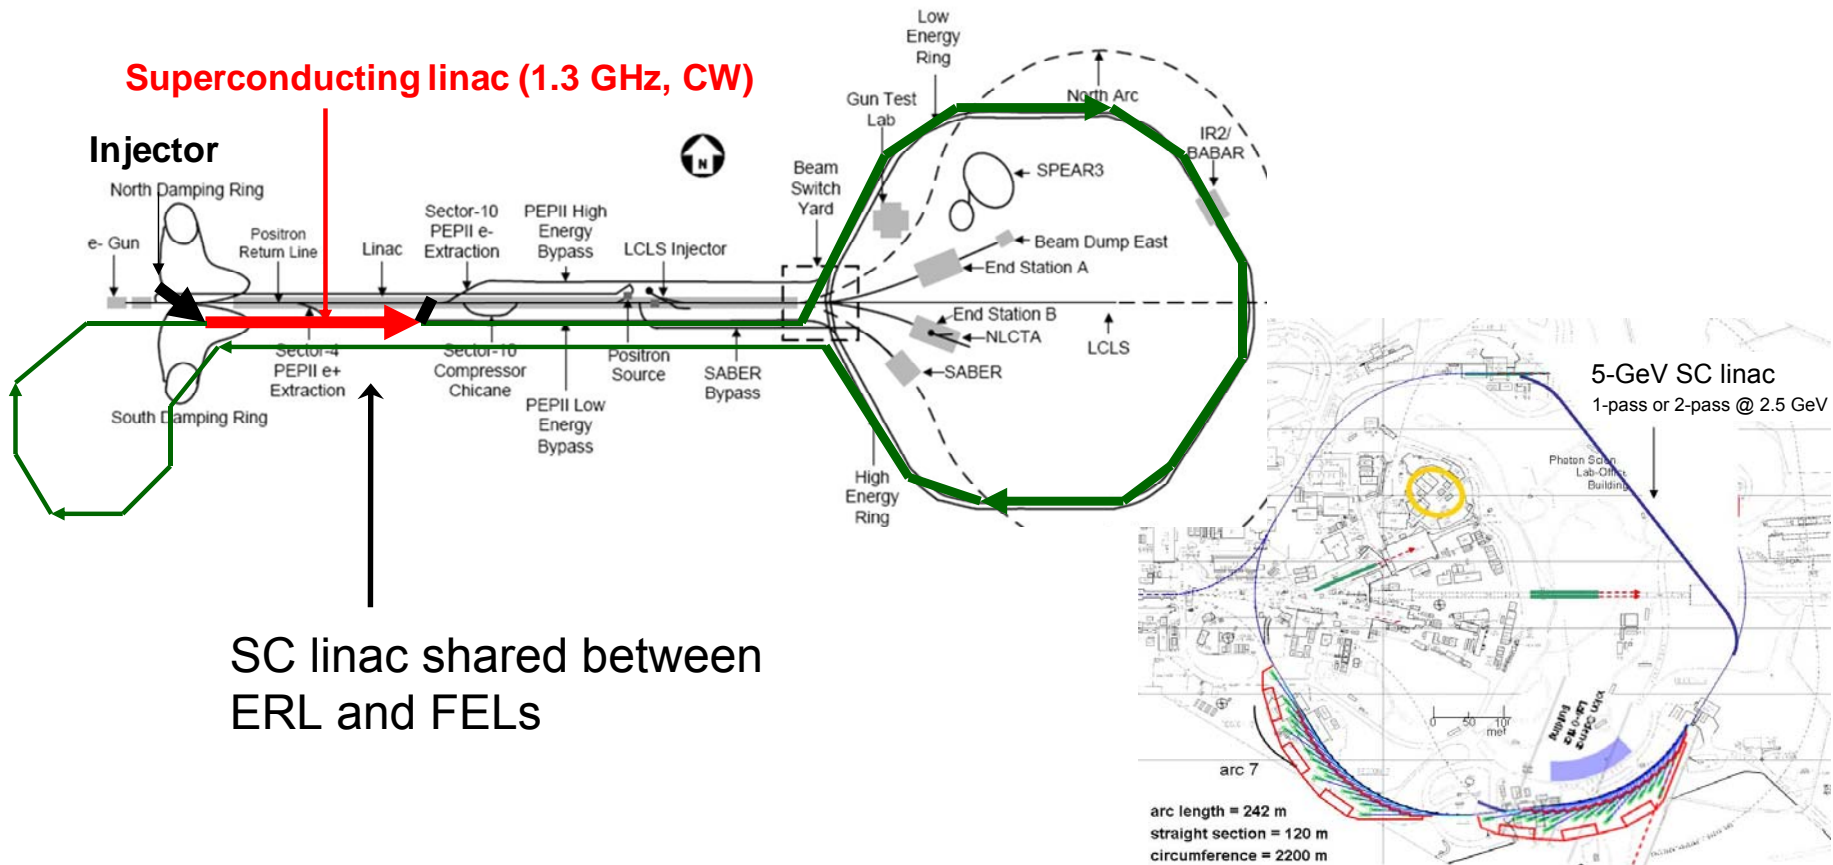 Low
Energy
Ring
Superconducting linac (1.3 GHz, CW)
Gun Test
Lab
North Arc
Injector
IR2/
BABAR
N
North Damping Ring
Beam
Switch
Yard
SPEAR3
e- Gun
Positron
Return Line
Linac
Sector-10
PEPII e-
Extraction
PEPII High
Energy
Bypass
LCLS Injector
Beam Dump East
End Station A
End Station B
NLCTA
LCLS
SABER
Sector-4
PEPII e+
Extraction
Sector-10
Compressor
Chicane
Positron
Source
SABER
Bypass
South Damping Ring
PEPII Low
Energy
Bypass
High
Energy
Ring
5-GeV SC linac
1-pass or 2-pass @ 2.5 GeV
Photon Scien
Lab-Office
Building
SC linac shared between
ERL and FELs
0 50 10
met
arc 7
arc length = 242 m
straight section = 120 m
circumference = 2200 m